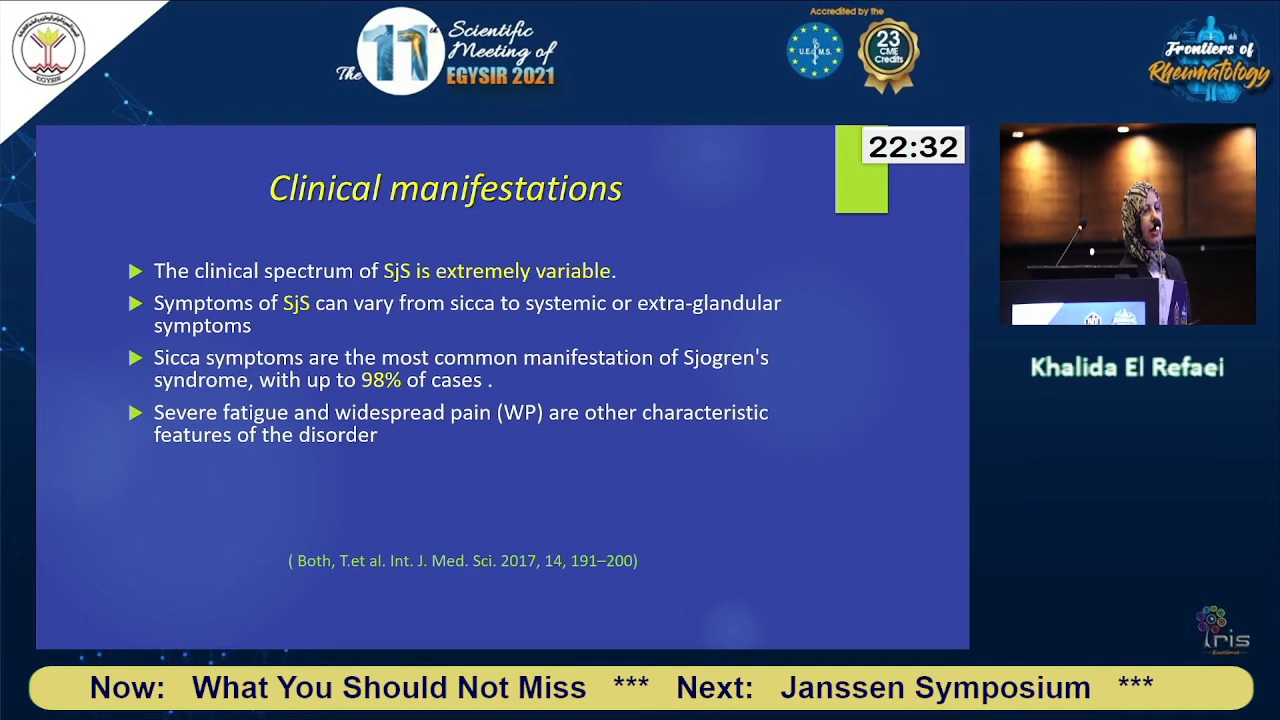 EGYSIR
The 11th
Scientific
Meeting of
EGYSIR 2021
Accredited by the
U.E.M.S.
23
CME
Credits
Frontiers of
Rheumatology
22:32
Clinical manifestations
The clinical spectrum of SjS is extremely variable.
Symptoms of SjS can vary from sicca to systemic or extra-glandular
symptoms
Sicca symptoms are the most common manifestation of Sjogren's
syndrome, with up to 98% of cases .
Severe fatigue and widespread pain (WP) are other characteristic
features of the disorder
( Both, T.et al. Int. J. Med. Sci. 2017, 14, 191–200)
Khalida El Refaei
Iris
Now: What You Should Not Miss *** Next: Janssen Symposium ***